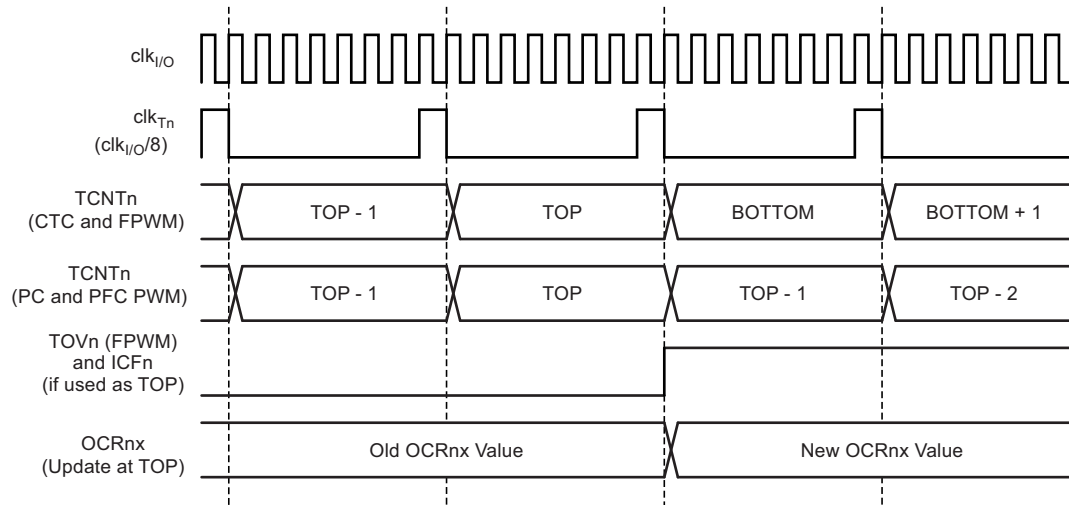 clkI/O
clkTn
(clkI/O/8)
TCNTn
(CTC and FPWM)
TOP - 1 TOP BOTTOM BOTTOM + 1
TCNTn
(PC and PFC PWM)
TOP - 1 TOP TOP - 1 TOP - 2
TOVn (FPWM)
and ICFn
(if used as TOP)
OCRnx
(Update at TOP)
Old OCRnx Value New OCRnx Value